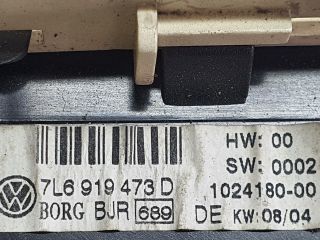 HW: 00
SW: 0002
7L6 919 473 D 1024180-00
BORG BJR 689 DE KW: 08/04